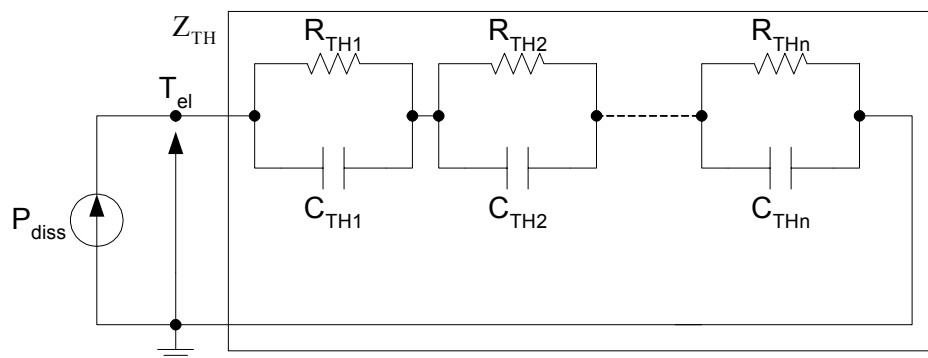 Z_TH
R_TH1
R_TH2
R_THn
T_el
P_diss
C_TH1
C_TH2
C_THn